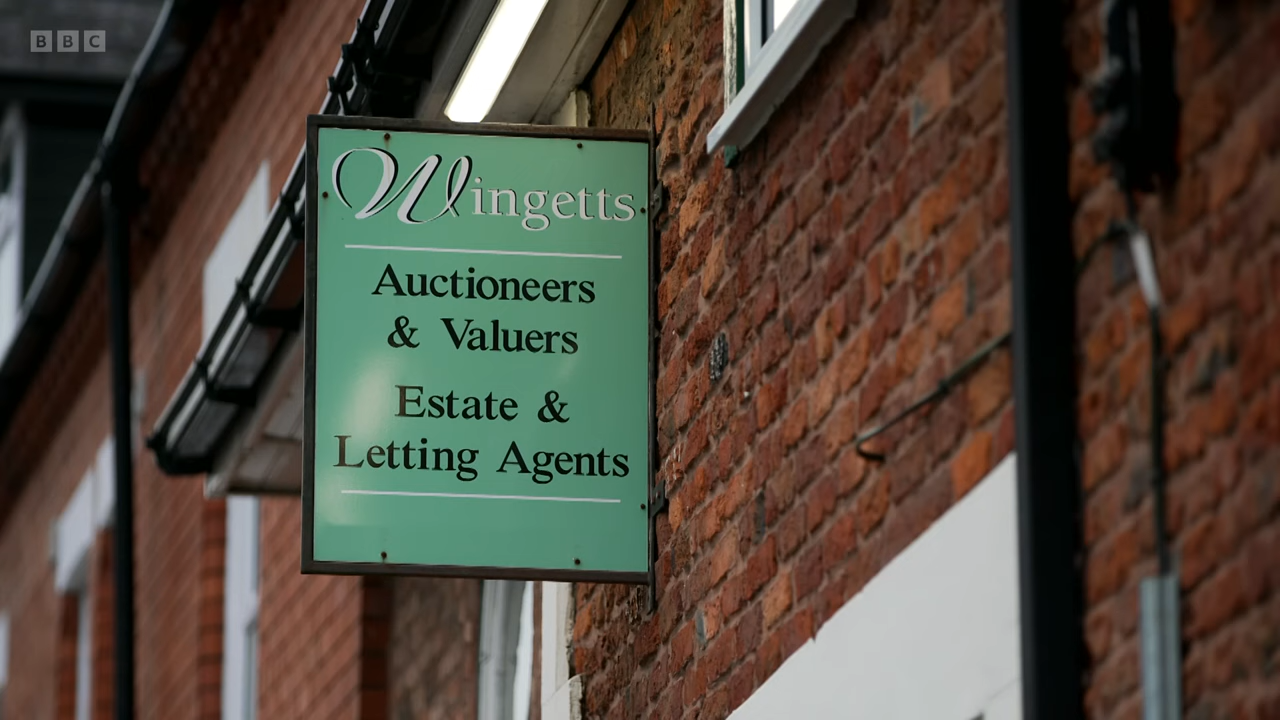 BBC
Wingetts
Auctioneers
& Valuers
Estate &
Letting Agents